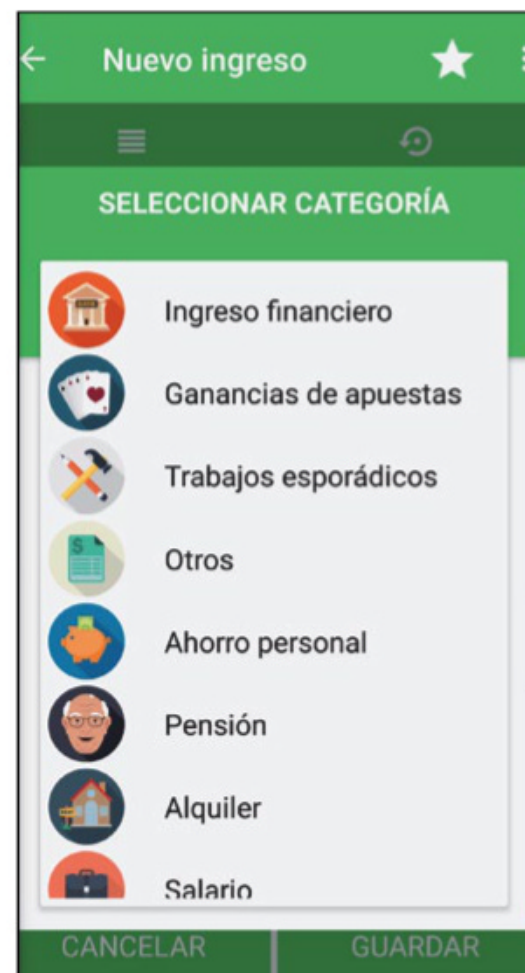 Nuevo ingreso
SELECCIONAR CATEGORÍA
Ingreso financiero
Ganancias de apuestas
Trabajos esporádicos
Otros
Ahorro personal
Pensión
Alquiler
Salario
CANCELAR
GUARDAR